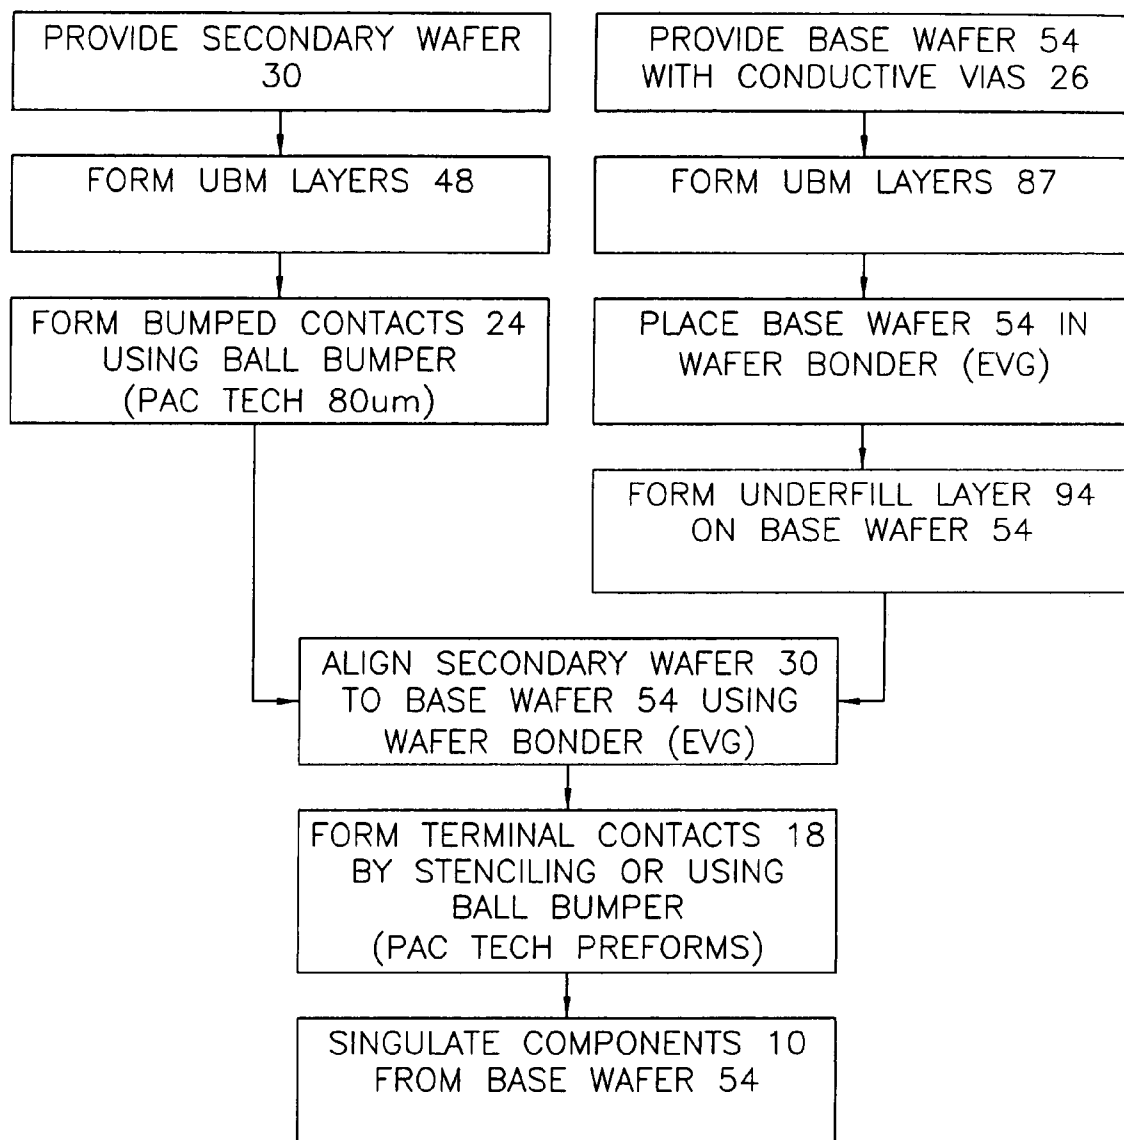 PROVIDE SECONDARY WAFER
30
FORM UBM LAYERS 48
FORM BUMPED CONTACTS 24
USING BALL BUMPER
(PAC TECH 80um)
PROVIDE BASE WAFER 54
WITH CONDUCTIVE VIAS 26
FORM UBM LAYERS 87
PLACE BASE WAFER 54 IN
WAFER BONDER (EVG)
FORM UNDERFILL LAYER 94
ON BASE WAFER 54
ALIGN SECONDARY WAFER 30
TO BASE WAFER 54 USING
WAFER BONDER (EVG)
FORM TERMINAL CONTACTS 18
BY STENCILING OR USING
BALL BUMPER
(PAC TECH PREFORMS)
SINGULATE COMPONENTS 10
FROM BASE WAFER 54